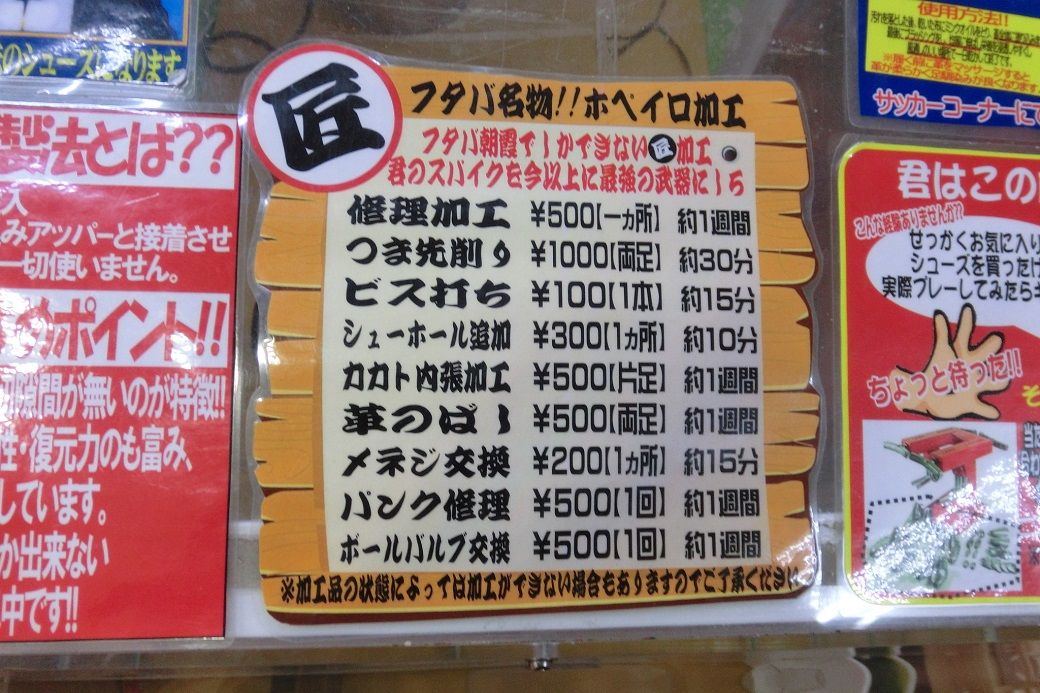 のシューズになります
製法とは??
みアッパーと接着させ
一切使いません。
ポイント!!
隙間が無いのが特徴!!
性・復元力のも富み、
しています。
か出来ない
中です!!
匠
フタバ名物!!ホペイロ加工
フタバ朝霞でしかできない匠加工
君のスパイクを今以上に最強の武器にしろ
修理加工 ¥500【一ヵ所】 約1週間
つま先削り ¥1000【両足】 約30分
ビス打ち ¥100【1本】 約15分
シューホール追加 ¥300【1ヵ所】 約10分
カカト内張加工 ¥500【片足】 約1週間
革のばし ¥500【両足】 約1週間
メネジ交換 ¥200【1ヵ所】 約15分
パンク修理 ¥500【1回】 約1週間
ボールバルブ交換 ¥500【1回】 約1週間
※加工品の状態によっては加工ができない場合もありますのでご了承ください
使用方法!!
サッカーコーナーにて
君はこの
こんな経験ありませんか??
せっかくお気に入り
シューズを買ったけ
実際プレーしてみたらキ
ちょっと待った!!
そ